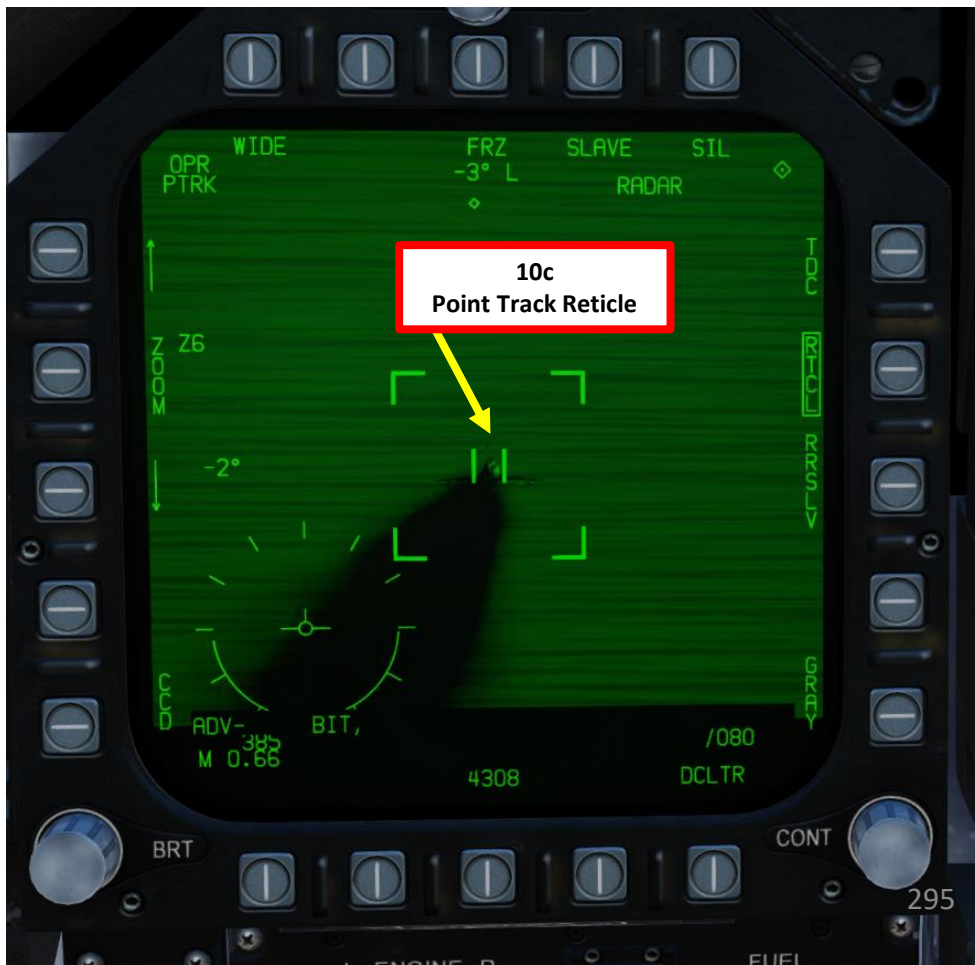 WIDE FRZ SLAVE SIL
OPR -3° L RADAR
PTRK
10c
Point Track Reticle
TDC
ZOOM Z6
RTCL
-2°
RRSLV
CCD
GRAY
ADV- BIT,
385 /080
M 0.66
4308 DCLTR
BRT CONT
295
ENGINE R FUEL